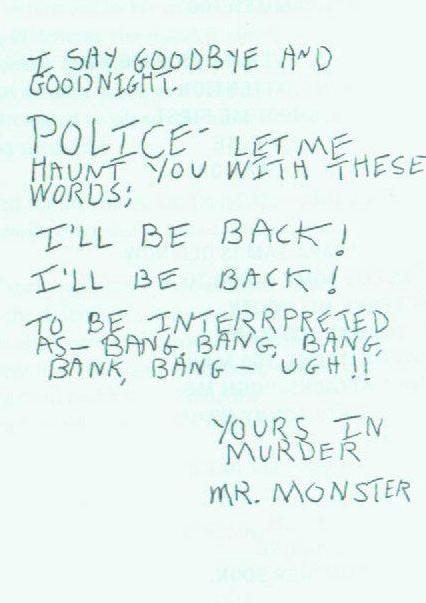 I SAY GOODBYE AND
GOODNIGHT.
POLICE- LET ME
HAUNT YOU WITH THESE
WORDS;
I'LL BE BACK!
I'LL BE BACK!
TO BE INTERRPRETED
AS- BANG, BANG, BANG,
BANK, BANG - UGH!!
YOURS IN
MURDER
MR. MONSTER